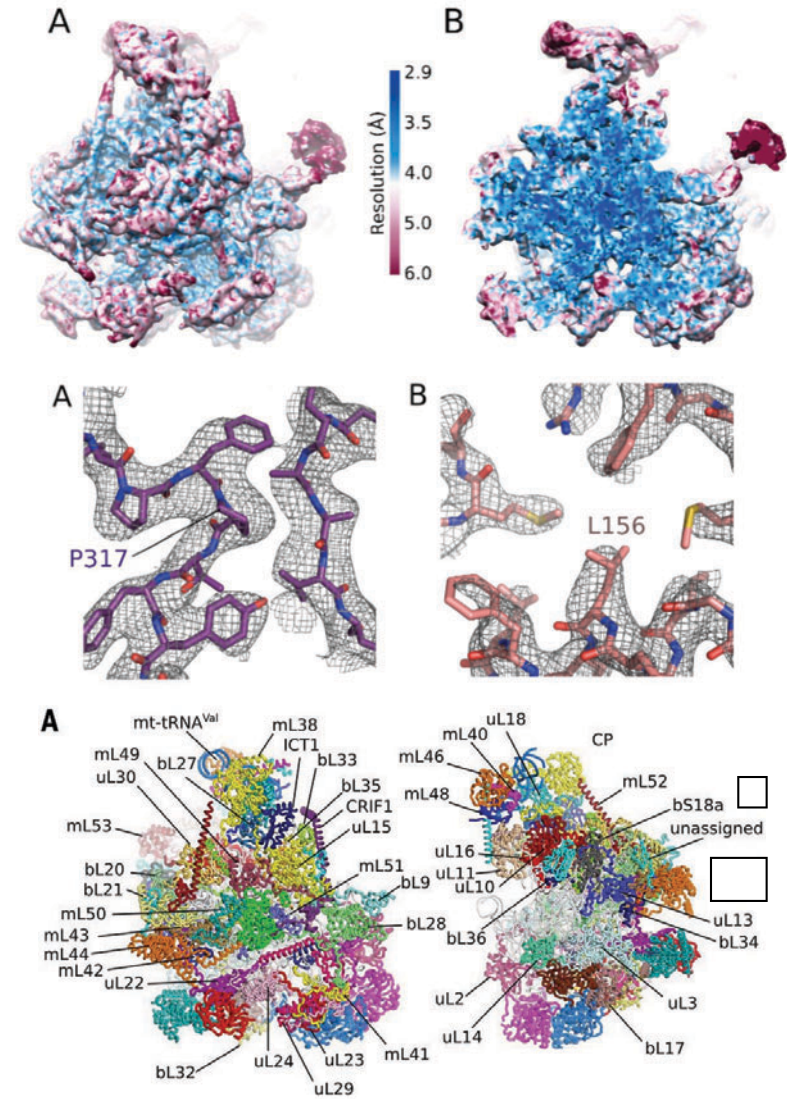 A
B
Resolution (Å)
2.9
3.5
4.0
5.0
6.0
A
P317
B
L156
A
mt-tRNAVal
mL38
ICT1
mL49
bL27
bL33
uL30
bL35
CRIF1
mL53
uL15
bL20
mL51
bL21
bL9
mL50
mL43
bL28
mL44
mL42
uL22
mL41
bL32
uL24
uL23
uL29
uL18
mL40
CP
mL46
mL52
mL48
bS18a
unassigned
uL16
uL11
uL10
uL13
bL36
bL34
uL2
uL3
uL14
bL17